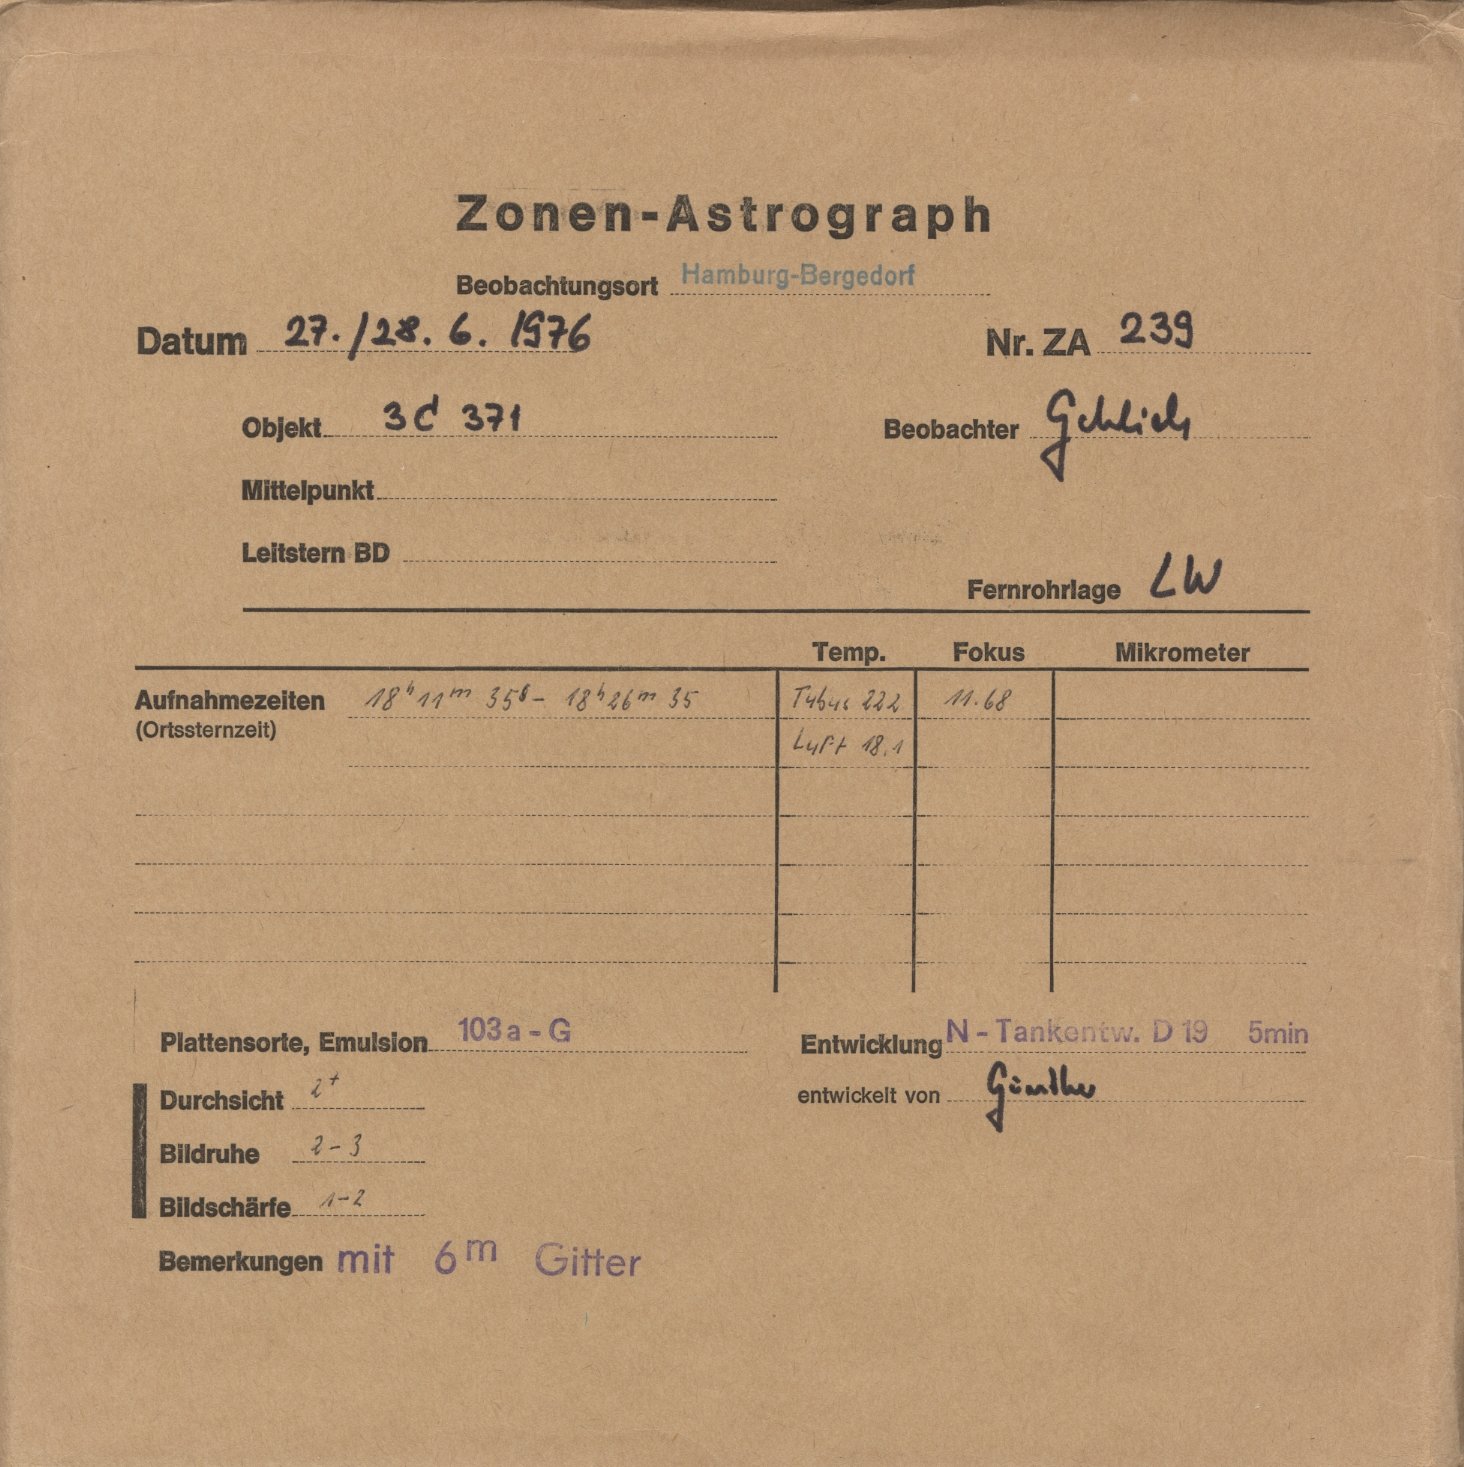 Zonen-Astrograph
Beobachtungsort Hamburg-Bergedorf
Datum 27./28. 6. 1976 Nr. ZA 239
Objekt 3C 371 Beobachter
Mittelpunkt
Leitstern BD
Fernrohrlage LW
Temp. Fokus Mikrometer
Aufnahmezeiten 18h 11m 35s - 18h 26m 35 Tubus 222 11.68
(Ortssternzeit) Luft 18.1
Plattensorte, Emulsion 103a-G Entwicklung N-Tankentw. D19 5min
Durchsicht 2+ entwickelt von Günther
Bildruhe 2-3
Bildschärfe 1-2
Bemerkungen mit 6m Gitter